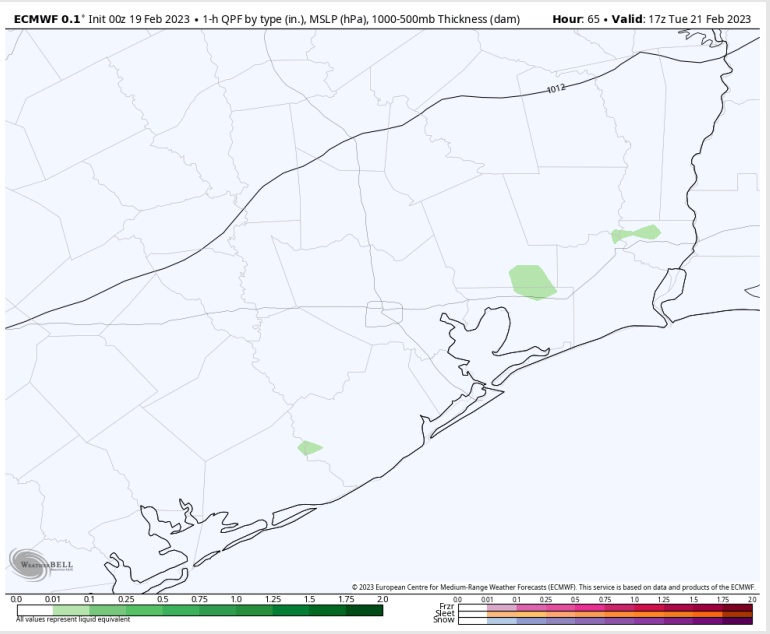 ECMWF 0.1° Init 00z 19 Feb 2023 • 1-h QPF by type (in.), MSLP (hPa), 1000-500mb Thickness (dam) Hour: 65 • Valid: 17z Tue 21 Feb 2023
1012
WEATHERBELL
© 2023 European Centre for Medium-Range Weather Forecasts (ECMWF). This service is based on data and products of the ECMWF.
0.0 0.01 0.1 0.25 0.5 0.75 1.0 1.25 1.5 1.75 2.0
All values represent liquid equivalent
0.0 0.01 0.1 0.25 0.5 0.75 1.0 1.25 1.5 1.75 2.0
Frzr
Sleet
Snow